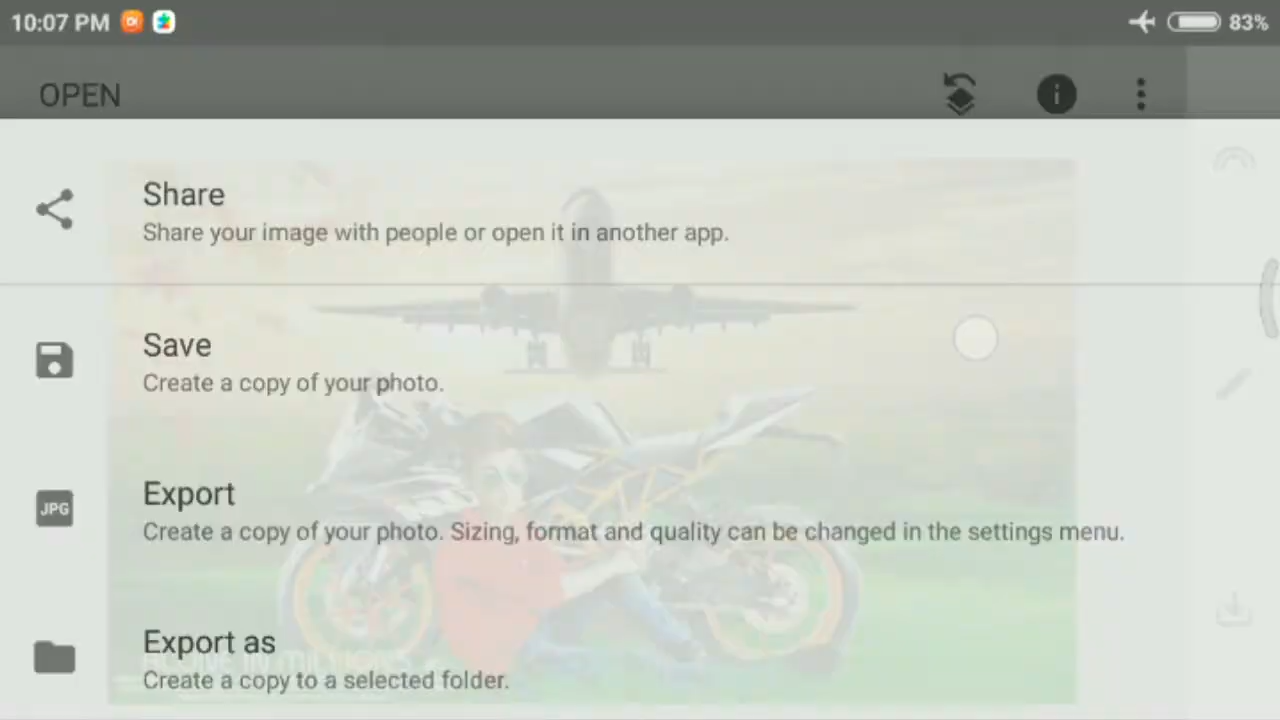 10:07 PM
83%
OPEN
Share
Share your image with people or open it in another app.
Save
Create a copy of your photo.
JPG
Export
Create a copy of your photo. Sizing, format and quality can be changed in the settings menu.
Export as
Create a copy to a selected folder.